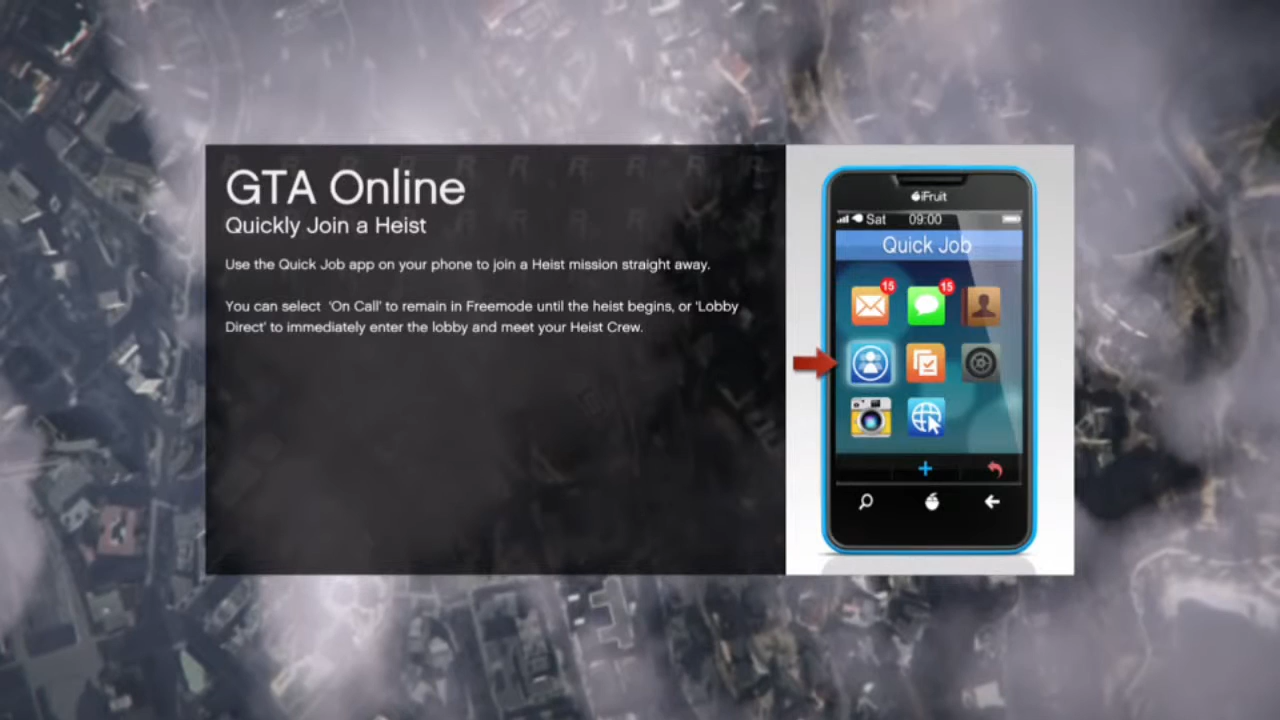 GTA Online
Quickly Join a Heist
Use the Quick Job app on your phone to join a Heist mission straight away.
You can select 'On Call' to remain in Freemode until the heist begins, or 'Lobby
Direct' to immediately enter the lobby and meet your Heist Crew.
iFruit
Sat 09:00
Quick Job
15 15